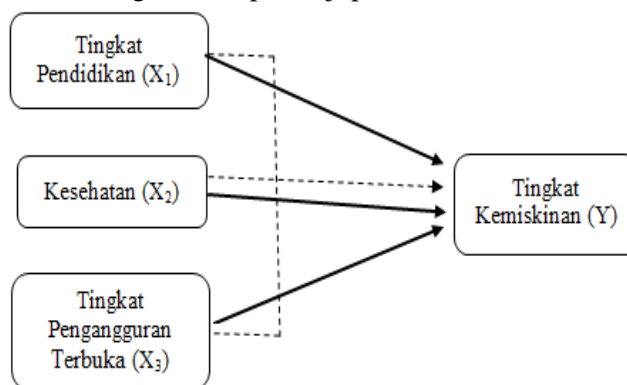 Tingkat
Pendidikan (X₁)
Kesehatan (X₂)
Tingkat
Kemiskinan (Y)
Tingkat
Pengangguran
Terbuka (X₃)